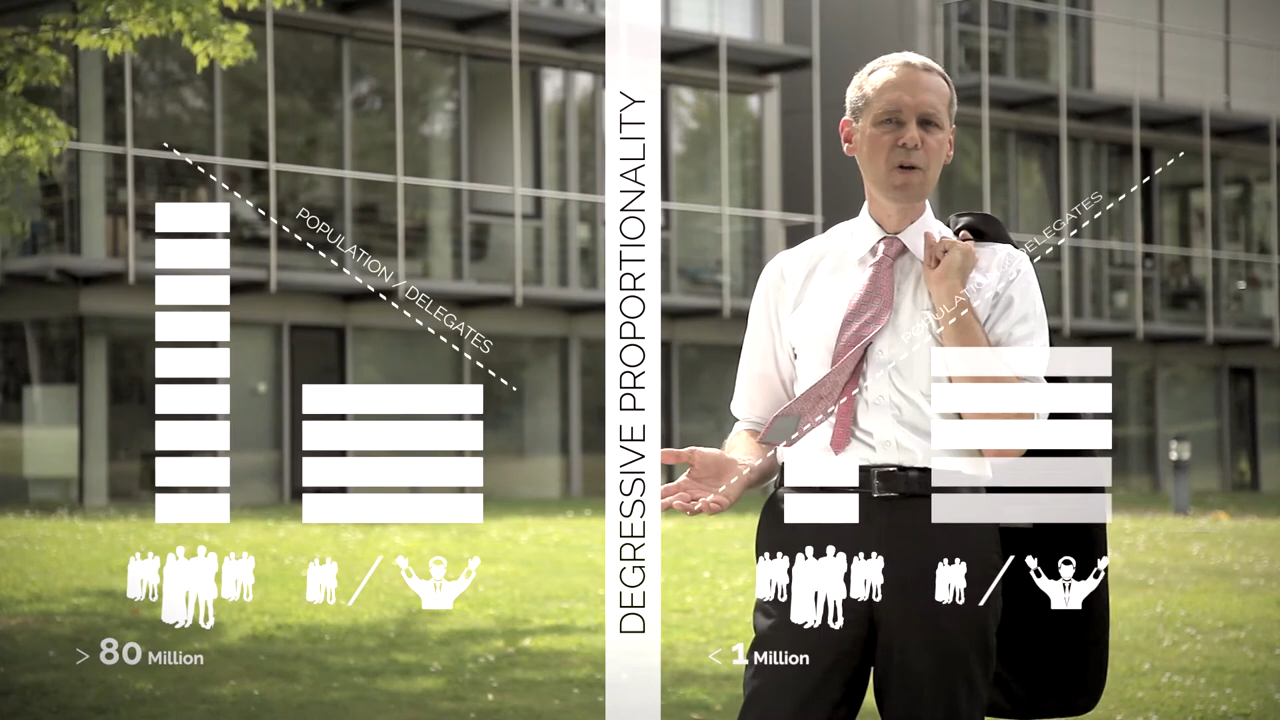 POPULATION / DELEGATES
> 80 Million
DEGRESSIVE PROPORTIONALITY
POPULATION / DELEGATES
< 1 Million